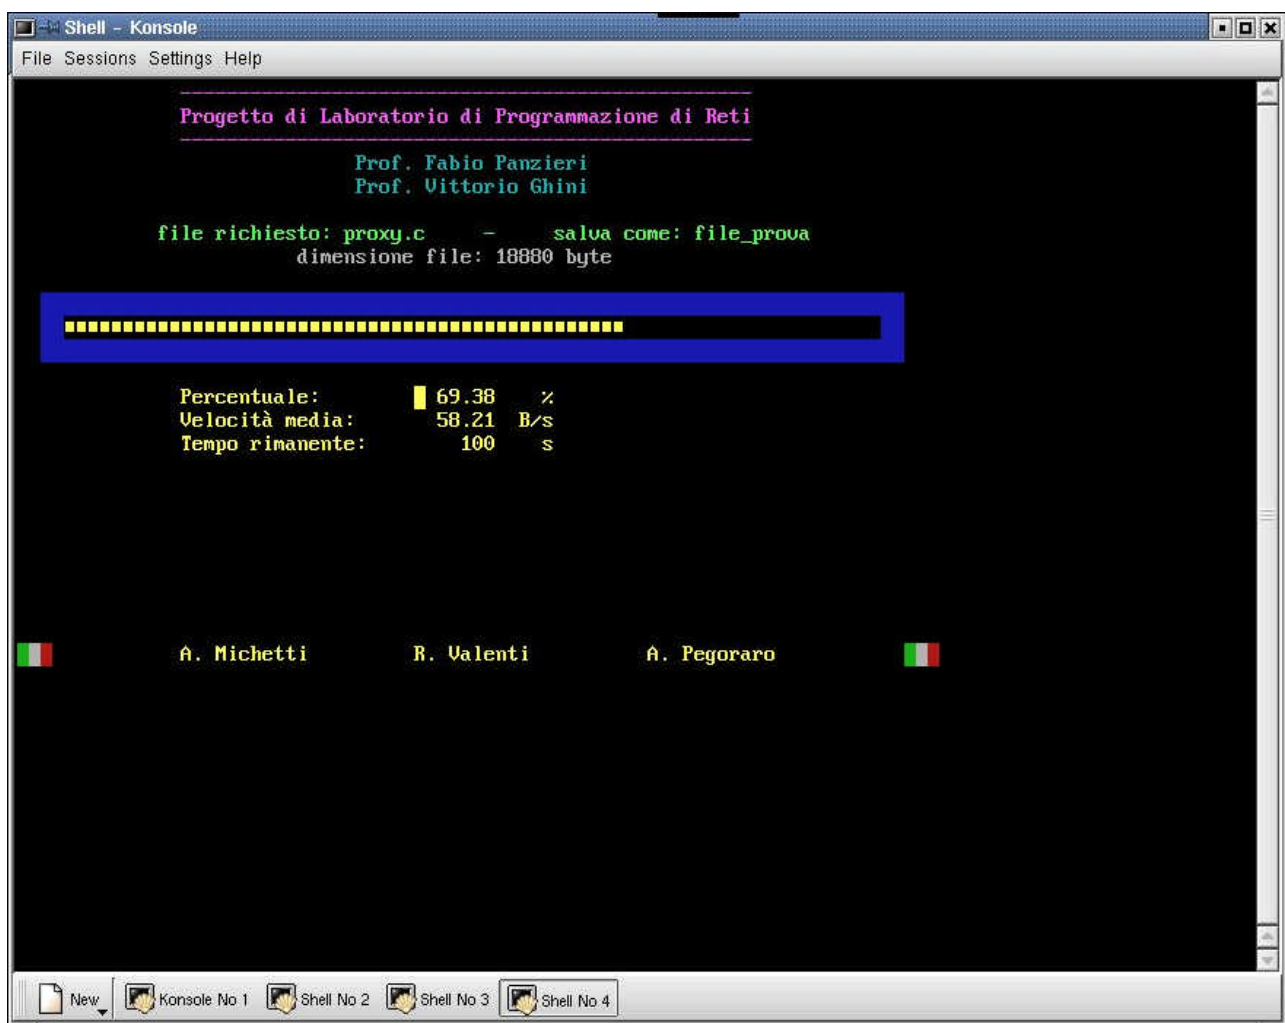 Shell - Konsole
File Sessions Settings Help
Progetto di Laboratorio di Programmazione di Reti
Prof. Fabio Panzieri
Prof. Vittorio Ghini
file richiesto: proxy.c - salva come: file_prova
dimensione file: 18880 byte
Percentuale: 69.38 %
Velocità media: 58.21 B/s
Tempo rimanente: 100 s
A. Michetti R. Valenti A. Pegoraro
New Konsole No 1 Shell No 2 Shell No 3 Shell No 4